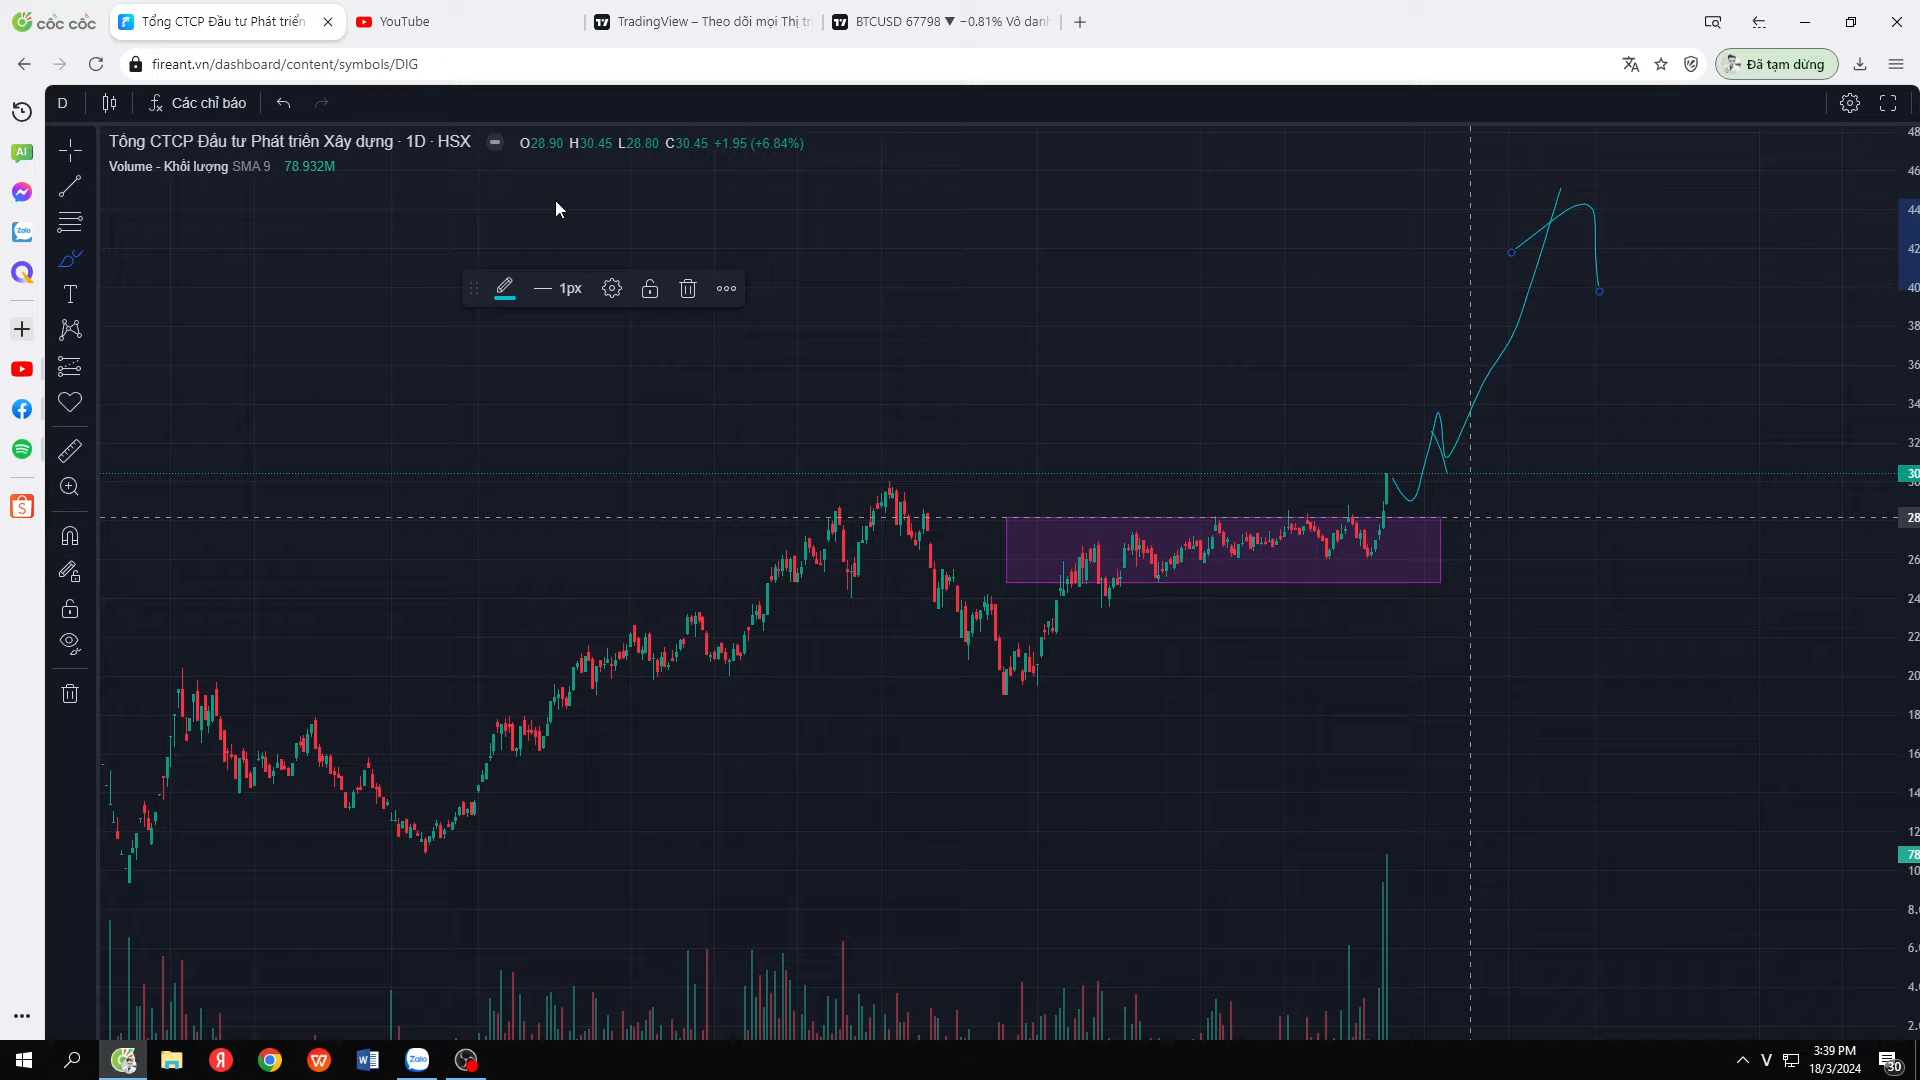 cốc cốc
Tổng CTCP Đầu tư Phát triển
YouTube
TradingView – Theo dõi mọi Thị tr
BTCUSD 67798 ▼ −0.81% Vô danh
fireant.vn/dashboard/content/symbols/DIG
Đã tạm dừng
D
Các chỉ báo
Tổng CTCP Đầu tư Phát triển Xây dựng · 1D · HSX
O28.90 H30.45 L28.80 C30.45 +1.95 (+6.84%)
Volume - Khối lượng SMA 9 78.932M
AI
Zalo
1px
48
46
44
42
40
38
36
34
32
30
30
28
26
24
22
20
18
16
14
12
78
10
8.
6.
4.
2.
Zalo
V
3:39 PM
18/3/2024
30